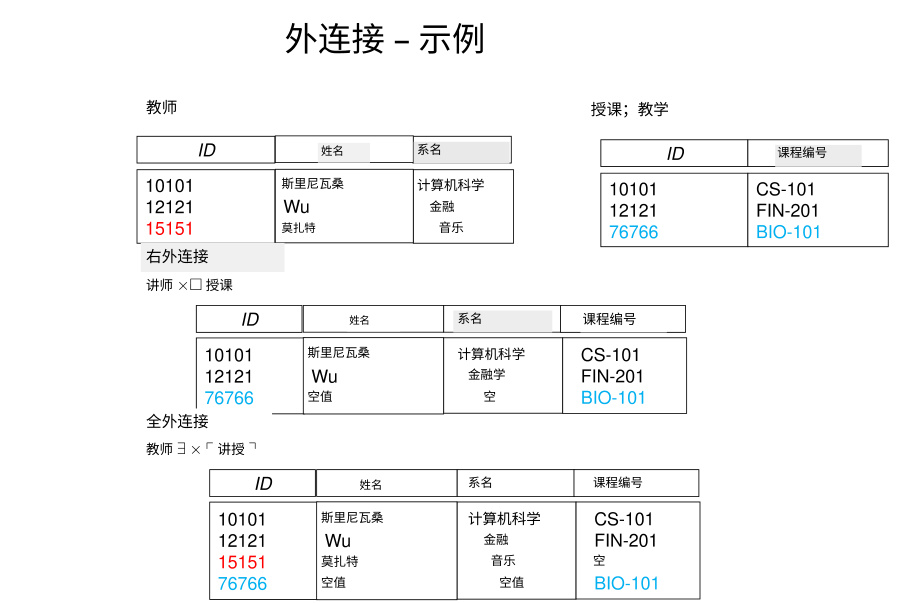 外连接 – 示例
教师
授课；教学
ID 姓名 系名
10101 斯里尼瓦桑 计算机科学
12121 Wu 金融
15151 莫扎特 音乐
ID 课程编号
10101 CS-101
12121 FIN-201
76766 BIO-101
右外连接
讲师 ×□ 授课
ID 姓名 系名 课程编号
10101 斯里尼瓦桑 计算机科学 CS-101
12121 Wu 金融学 FIN-201
76766 空值 空 BIO-101
全外连接
教师 ∃ ×「 讲授 ㄱ
ID 姓名 系名 课程编号
10101 斯里尼瓦桑 计算机科学 CS-101
12121 Wu 金融 FIN-201
15151 莫扎特 音乐 空
76766 空值 空值 BIO-101